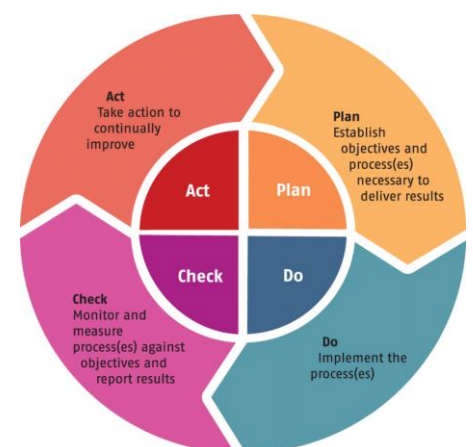 Act
Take action to
continually
improve
Plan
Establish
objectives and
process(es)
necessary to
deliver results
Act
Plan
Check
Do
Check
Monitor and
measure
process(es) against
objectives and
report results
Do
Implement the
process(es)